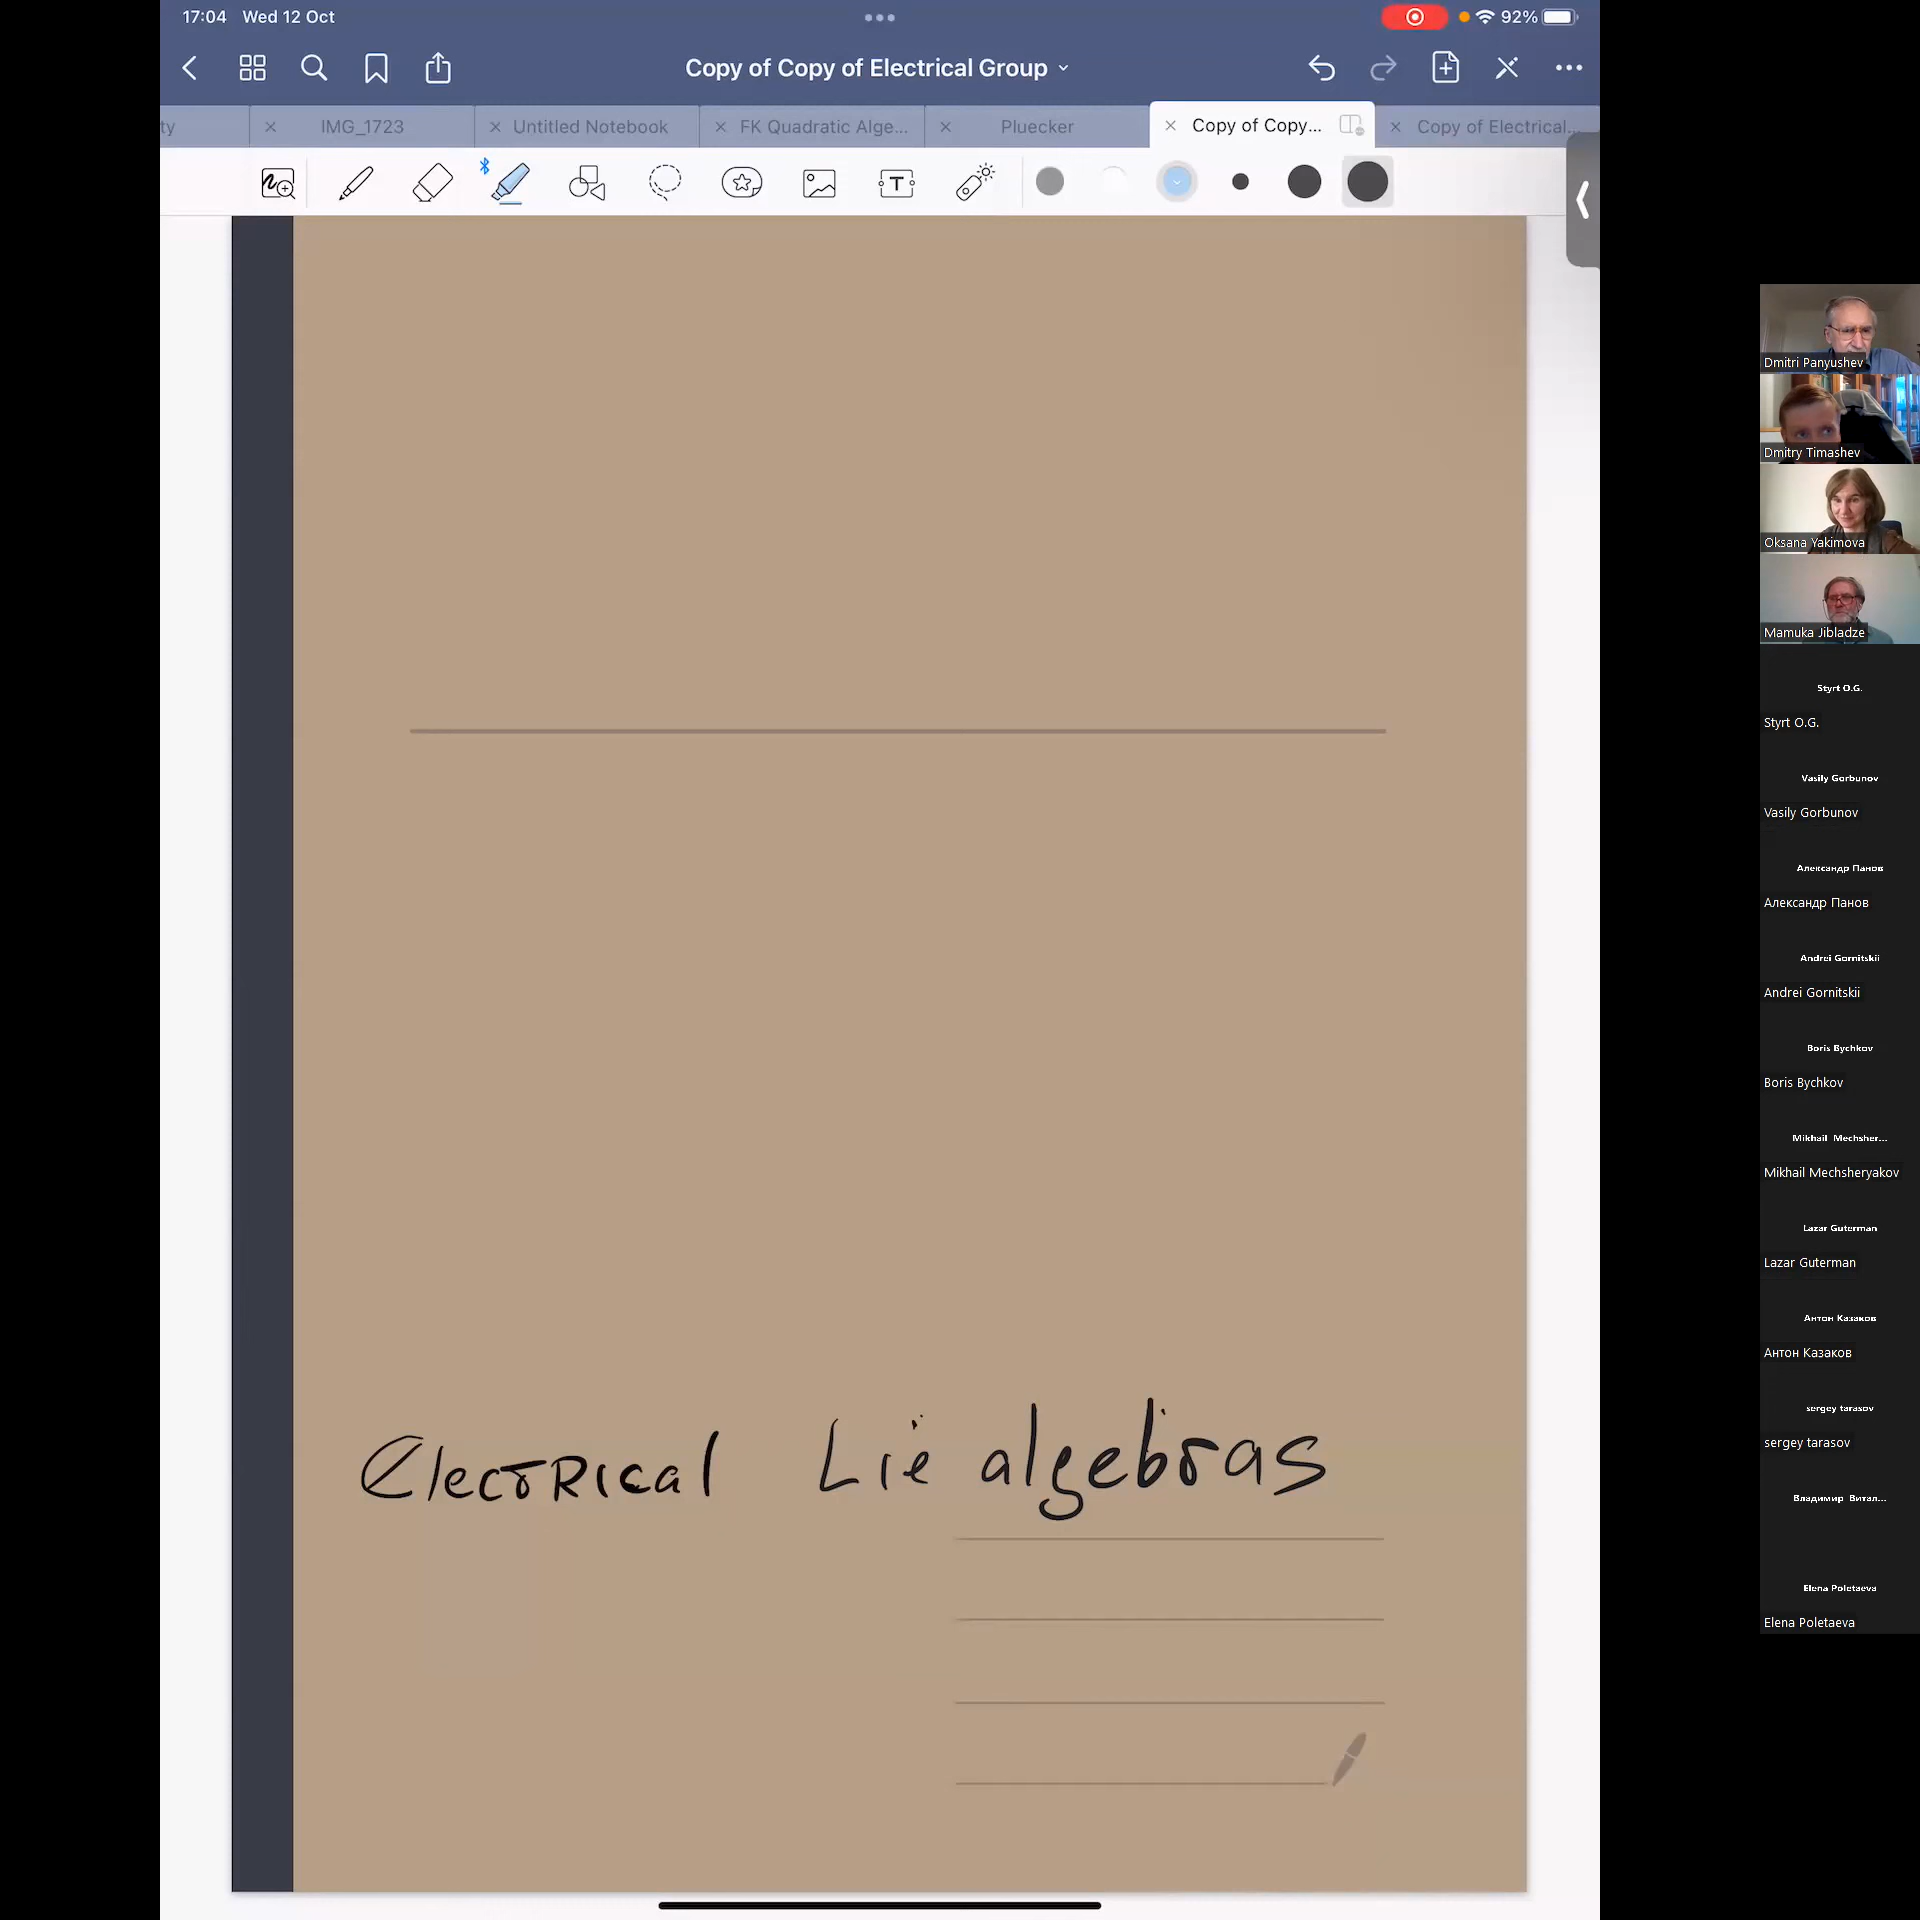 17:04 Wed 12 Oct
92%
Copy of Copy of Electrical Group
ty
IMG_1723
Untitled Notebook
FK Quadratic Alge...
Pluecker
Copy of Copy...
Copy of Electrical...
T
Electrical Lie algebras
Dmitri Panyushev
Dmitry Timashev
Oksana Yakimova
Mamuka Jibladze
Styrt O.G.
Styrt O.G.
Vasily Gorbunov
Vasily Gorbunov
Александр Панов
Александр Панов
Andrei Gornitskii
Andrei Gornitskii
Boris Bychkov
Boris Bychkov
Mikhail Mechsher...
Mikhail Mechsheryakov
Lazar Guterman
Lazar Guterman
Антон Казаков
Антон Казаков
sergey tarasov
sergey tarasov
Владимир Витал...
Elena Poletaeva
Elena Poletaeva